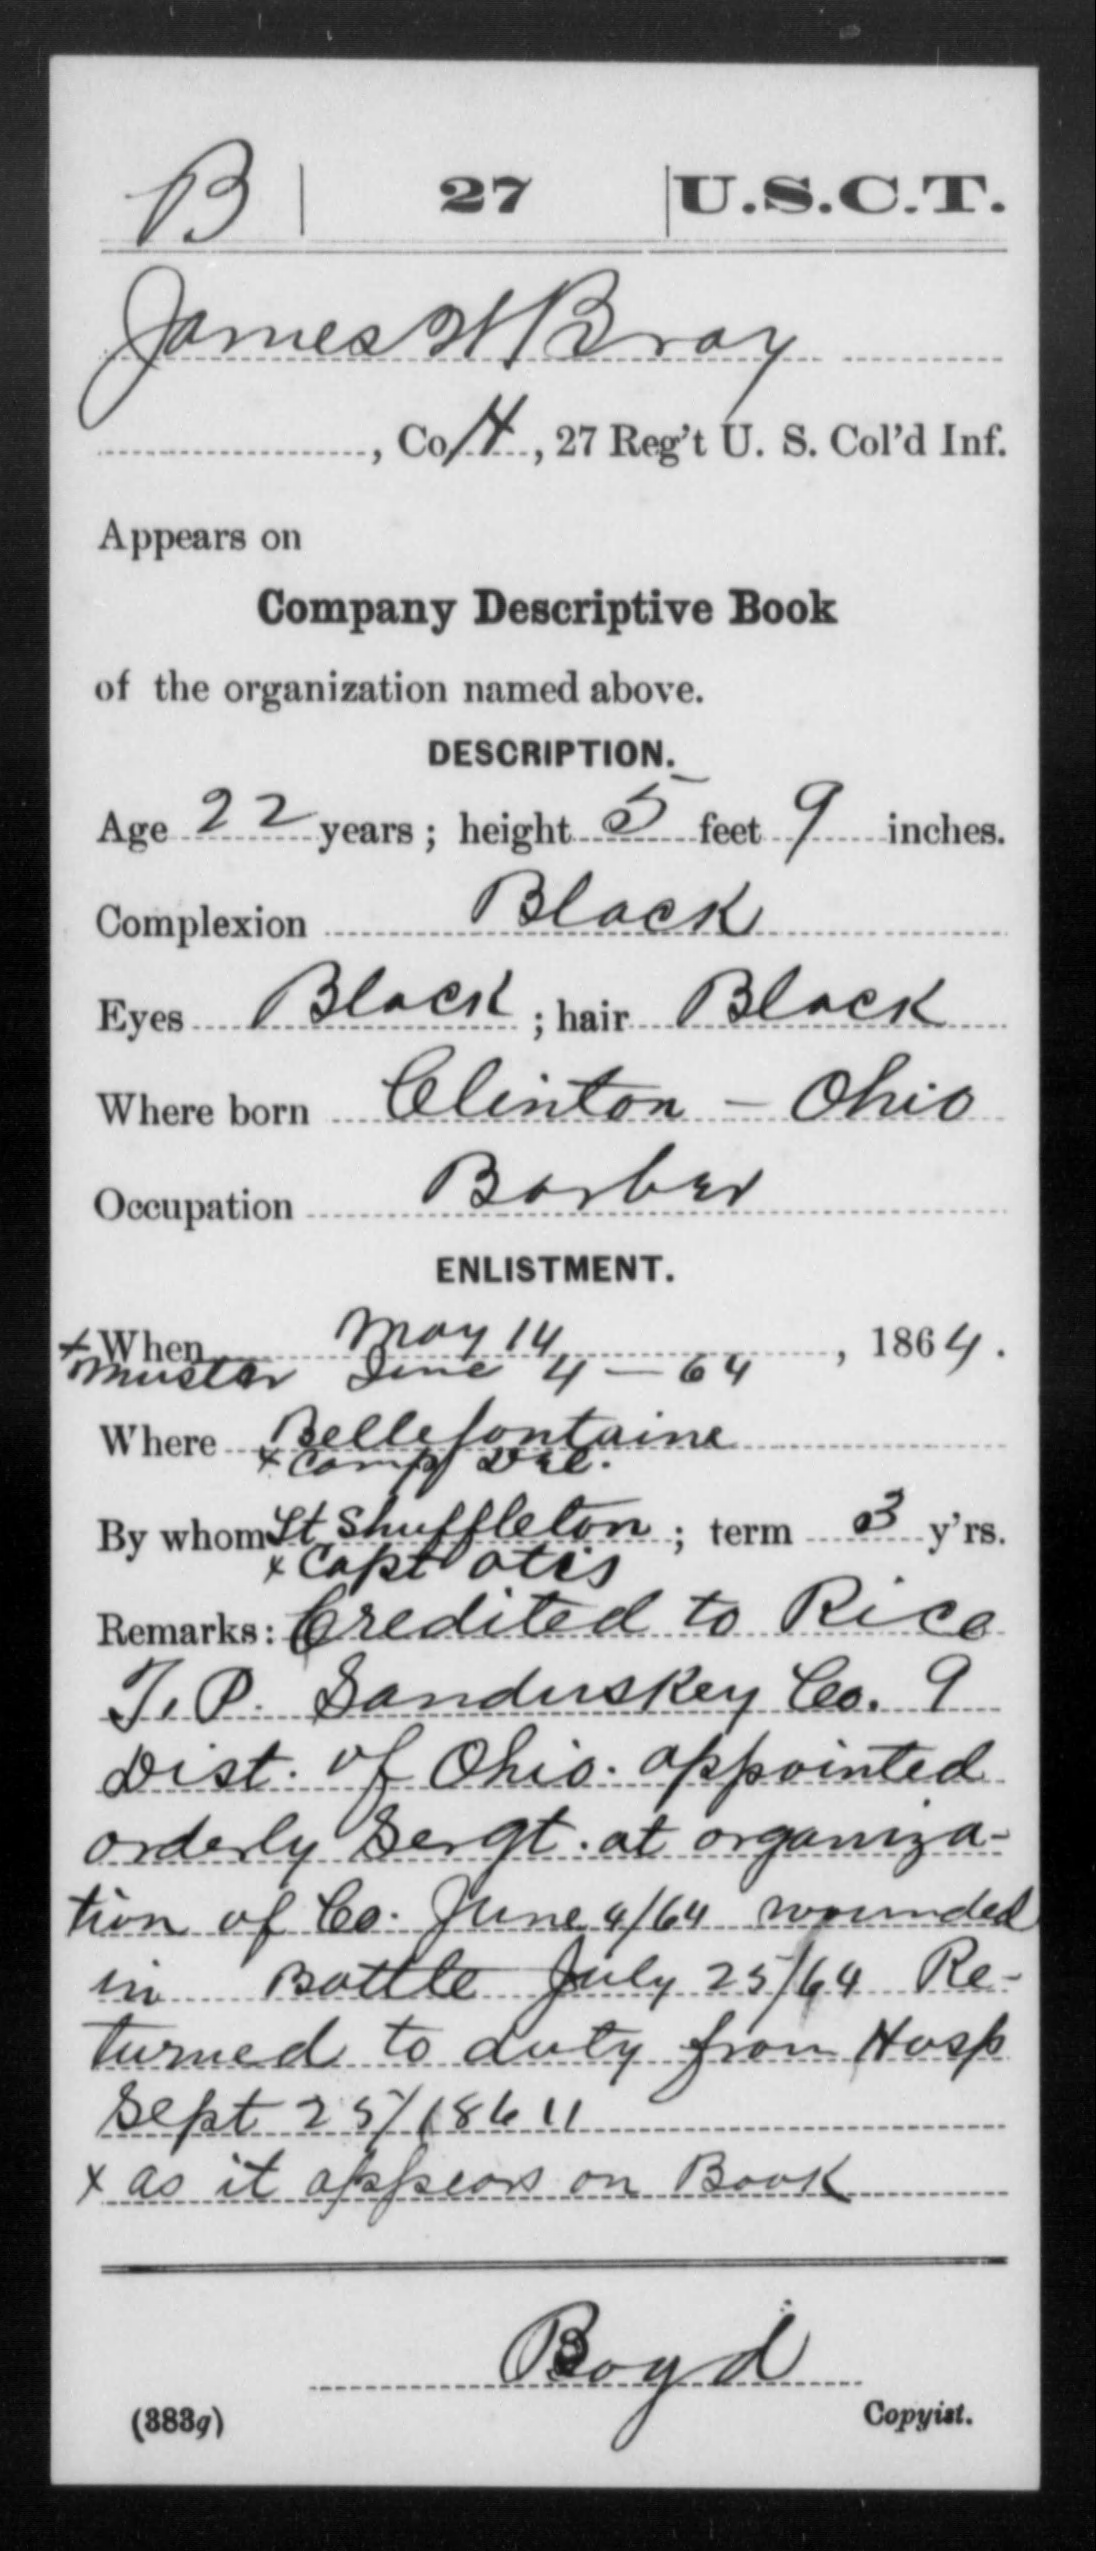 B | 27 | U.S.C.T.
James H Bray
, Co. H, 27 Reg't U. S. Col'd Inf.
Appears on
Company Descriptive Book
of the organization named above.
DESCRIPTION.
Age 22 years; height 5 feet 9 inches.
Complexion Black
Eyes Black; hair Black
Where born Clinton - Ohio
Occupation Barber
ENLISTMENT.
x When May 14, 1864.
Muster June 4 - 64
Where Bellefontaine
x Camp Del.
By whom Lt Shuffleton; term 3 y'rs.
x Capt Otis
Remarks: Credited to Rice
T.P. Sanduskey Co. 9
Dist. of Ohio. appointed
orderly Sergt. at organiza-
tion of Co. June 4/64 wounded
in Battle July 25/64 Re-
turned to duty from Hosp
Sept 25/1864
x as it appears on Book
Boyd
(383g) Copyist.